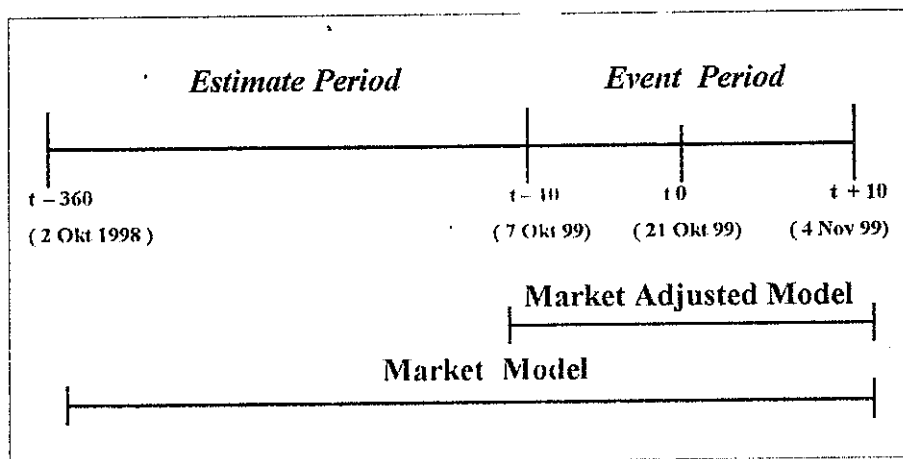 Estimate Period Event Period
t – 360 t – 10 t 0 t + 10
( 2 Okt 1998 ) ( 7 Okt 99) ( 21 Okt 99) ( 4 Nov 99)
Market Adjusted Model
Market Model